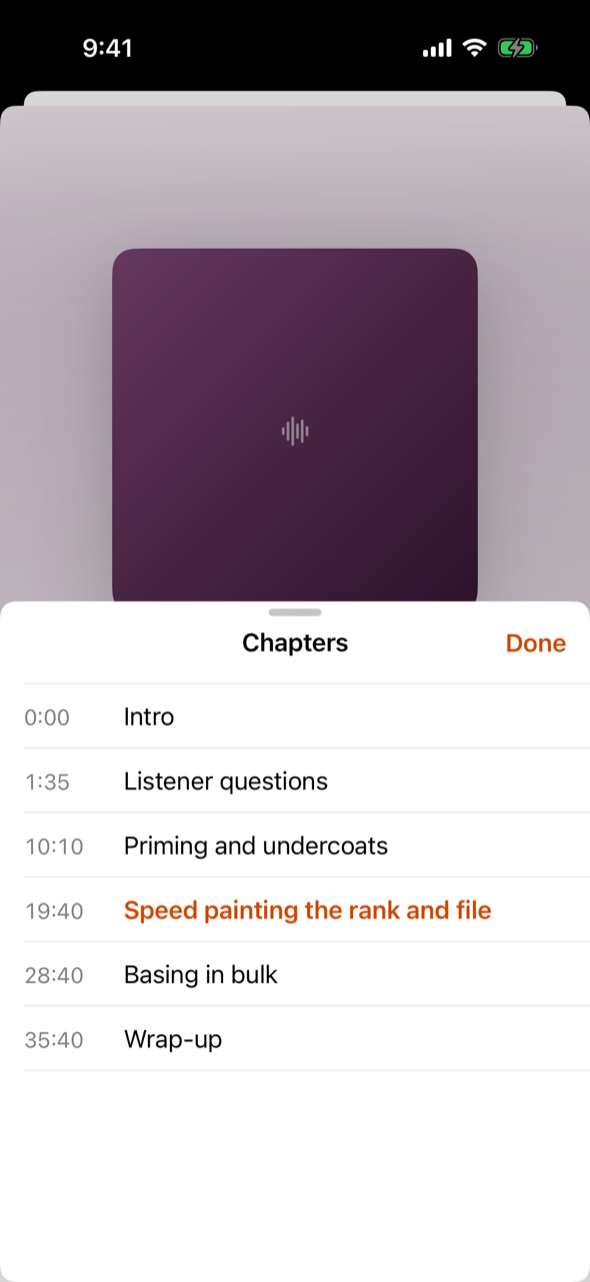 9:41
Chapters
Done
0:00 Intro
1:35 Listener questions
10:10 Priming and undercoats
19:40 Speed painting the rank and file
28:40 Basing in bulk
35:40 Wrap-up